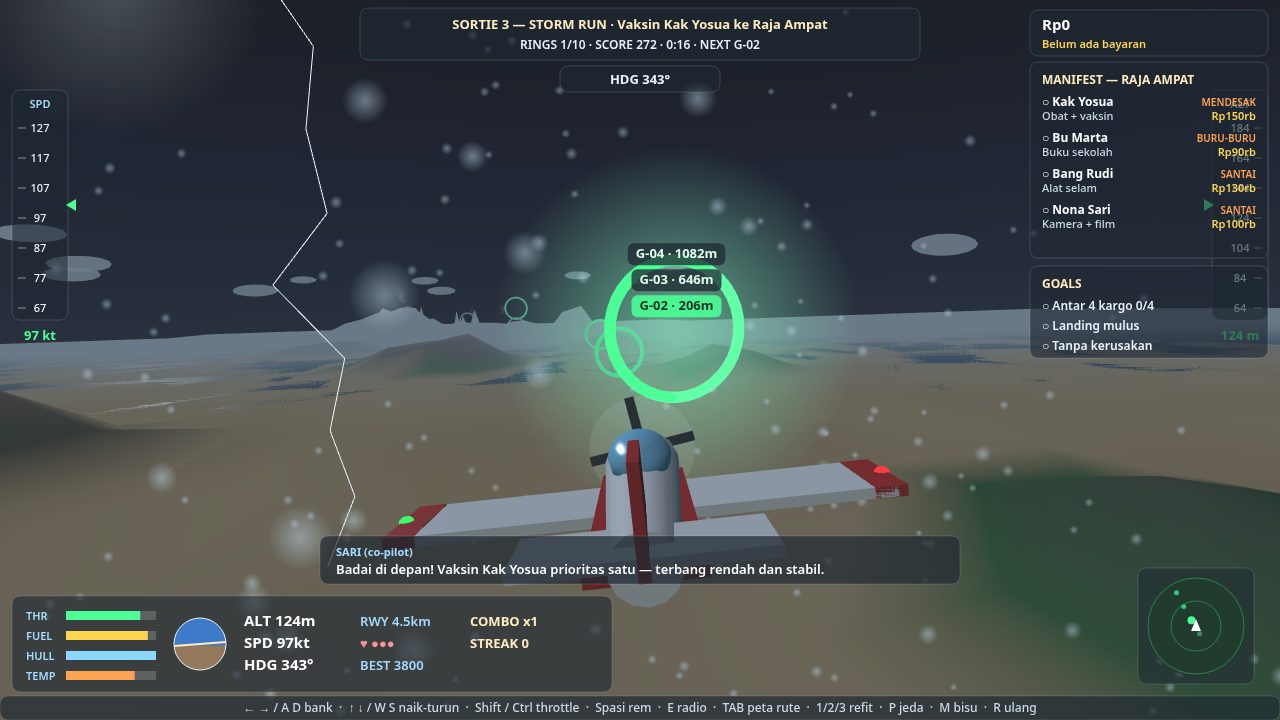 SORTIE 3 — STORM RUN · Vaksin Kak Yosua ke Raja Ampat
RINGS 1/10 · SCORE 272 · 0:16 · NEXT G-02
HDG 343°
Rp0
Belum ada bayaran
MANIFEST — RAJA AMPAT
○ Kak Yosua MENDESAK
Obat + vaksin Rp150rb
○ Bu Marta BURU-BURU
Buku sekolah Rp90rb
○ Bang Rudi SANTAI
Alat selam Rp130rb
○ Nona Sari SANTAI
Kamera + film Rp100rb
184
164
104
84
64
124 m
GOALS
○ Antar 4 kargo 0/4
○ Landing mulus
○ Tanpa kerusakan
SPD
127
117
107
97
87
77
67
97 kt
G-04 · 1082m
G-03 · 646m
G-02 · 206m
SARI (co-pilot)
Badai di depan! Vaksin Kak Yosua prioritas satu — terbang rendah dan stabil.
THR
FUEL
HULL
TEMP
ALT 124m
SPD 97kt
HDG 343°
RWY 4.5km
♥ ●●●
BEST 3800
COMBO x1
STREAK 0
← → / A D bank · ↑ ↓ / W S naik-turun · Shift / Ctrl throttle · Spasi rem · E radio · TAB peta rute · 1/2/3 refit · P jeda · M bisu · R ulang